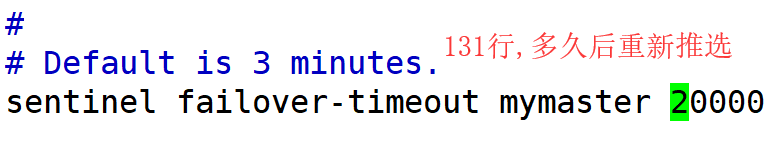 #
# Default is 3 minutes.
131行,多久后重新推选
sentinel failover-timeout mymaster 20000